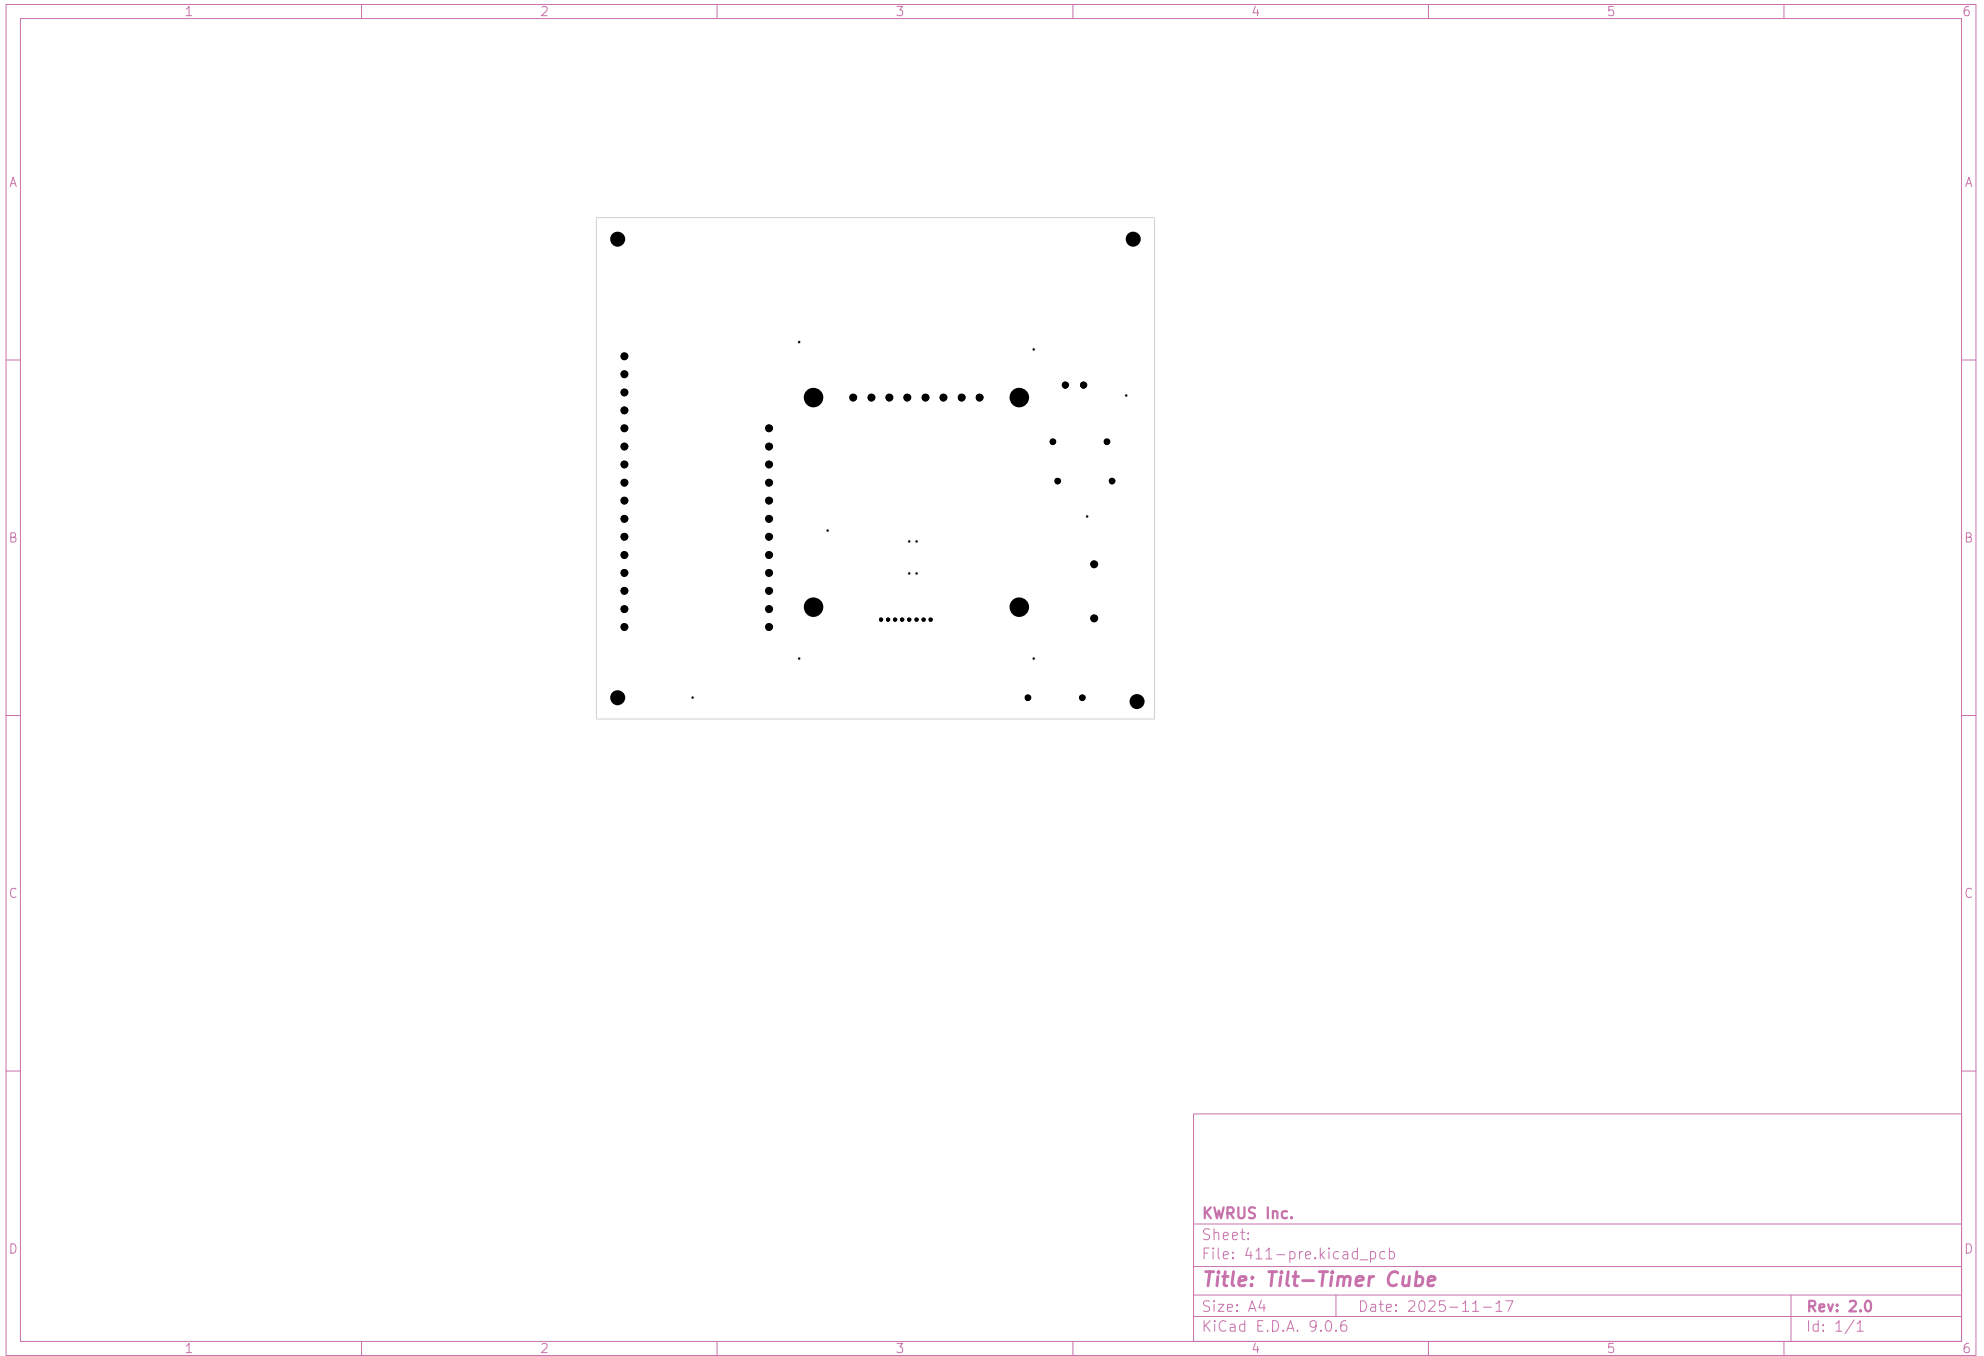 1 2 3 4 5 6
A A
B B
C C
D D
KWRUS Inc.
Sheet:
File: 411-pre.kicad_pcb
Title: Tilt-Timer Cube
Size: A4 Date: 2025-11-17 Rev: 2.0
KiCad E.D.A. 9.0.6 Id: 1/1
1 2 3 4 5 6